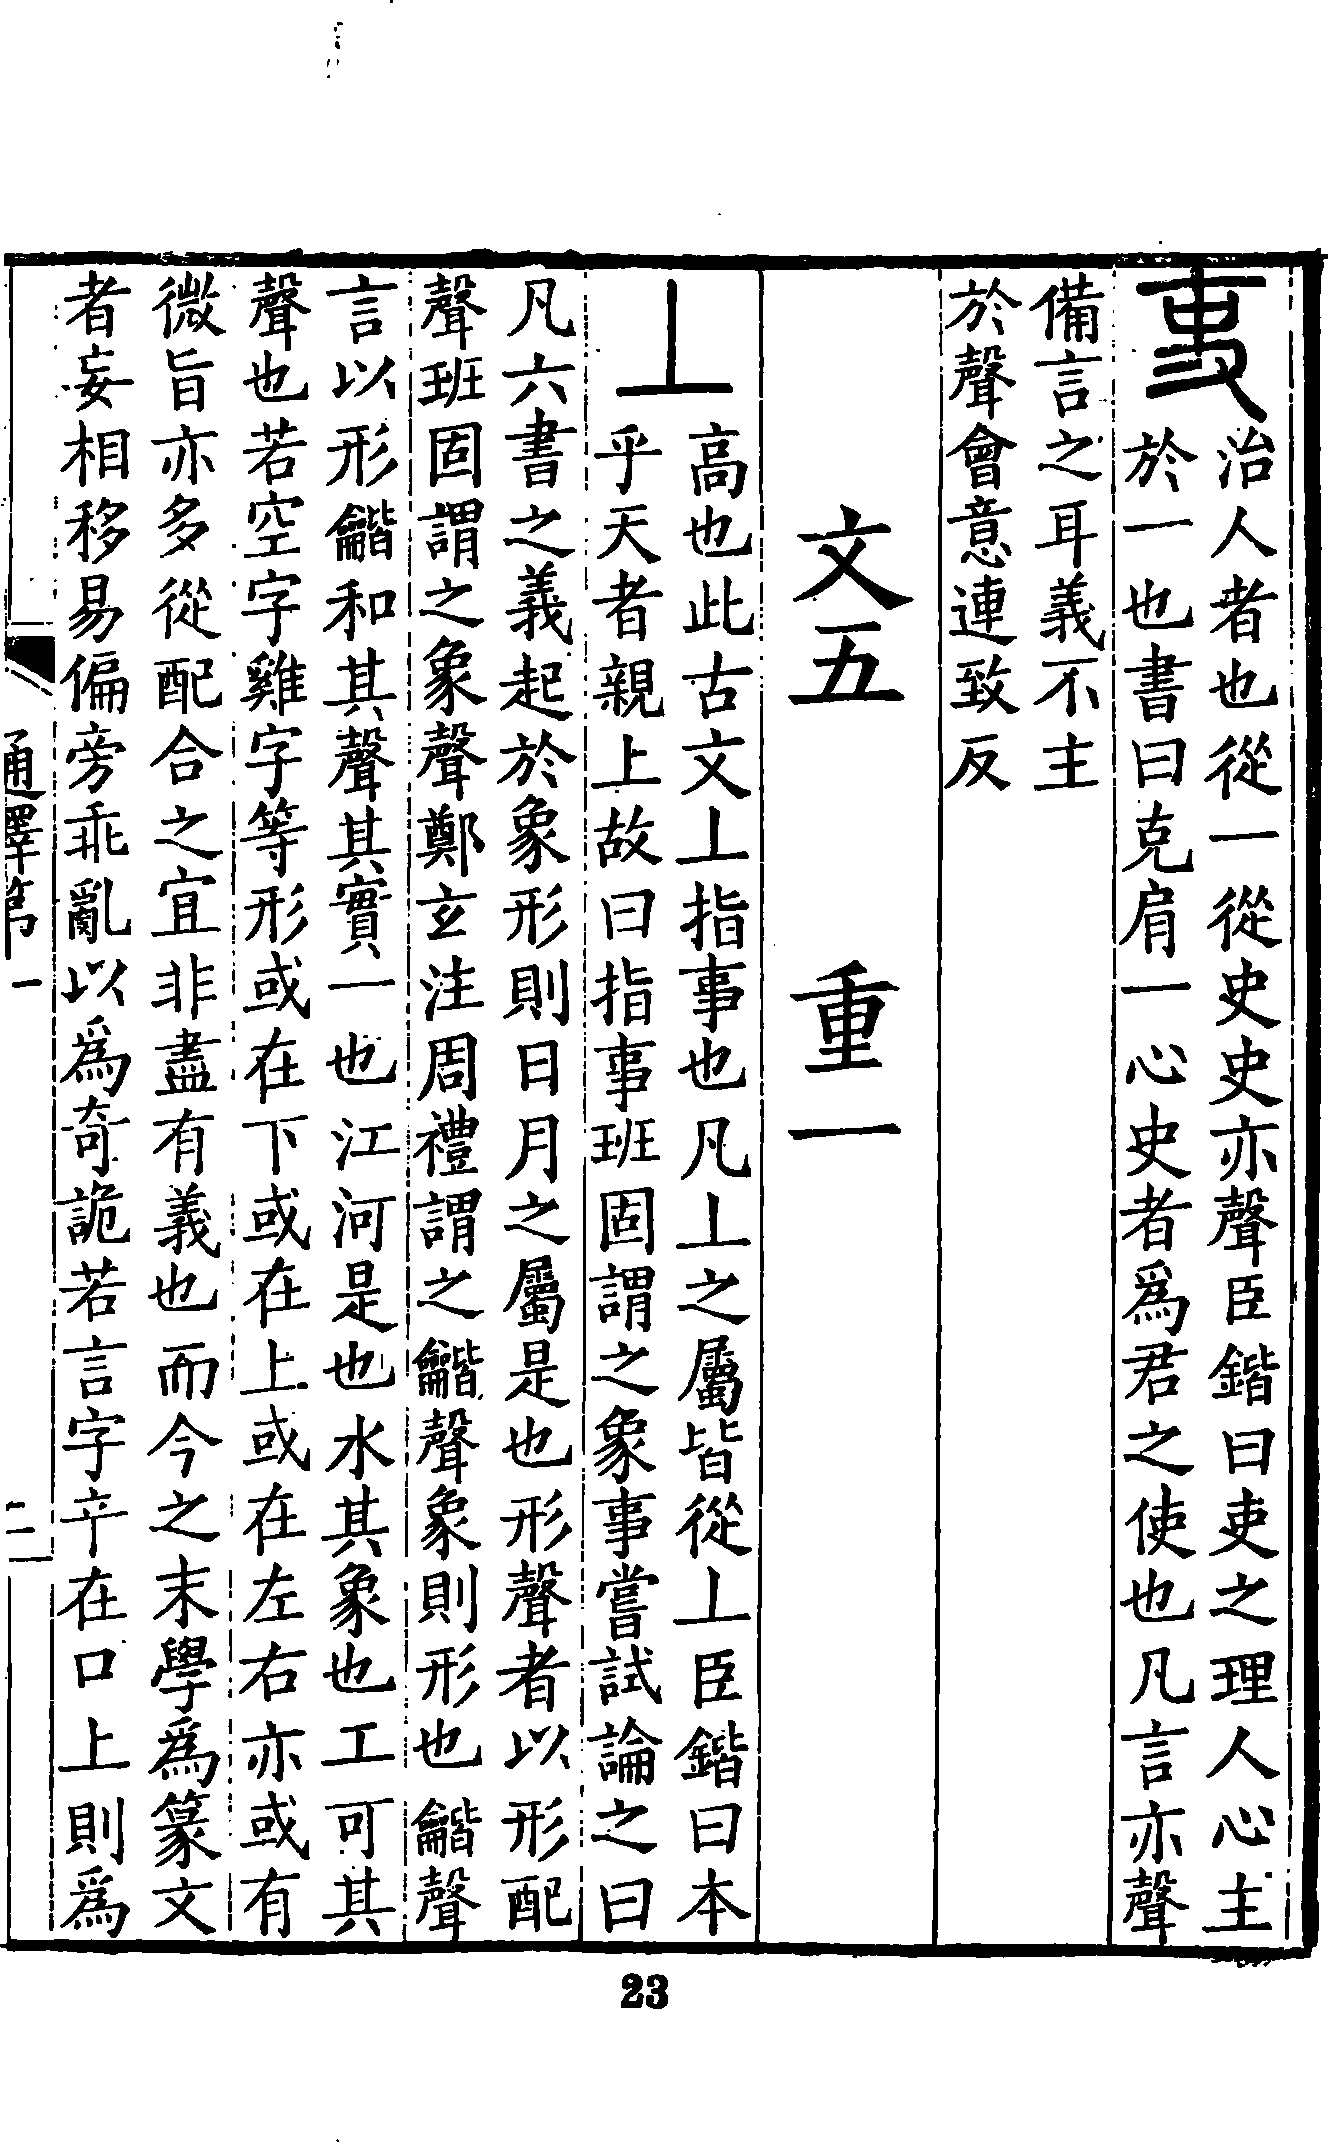 吏
治人者也從一從史史亦聲臣鍇曰吏之理人心主
於一也書曰克肩一心史者爲君之使也凡言亦聲
備言之耳義不主
於聲會意連致反
文五　重一
丄
高也此古文丄指事也凡丄之屬皆從丄臣鍇曰本
乎天者親上故曰指事班固謂之象事嘗試論之曰
凡六書之義起於象形則日月之屬是也形聲者以形配
聲班固謂之象聲鄭玄注周禮謂之龤聲象則形也龤聲
言以形龤和其聲其實一也江河是也水其象也工可其
聲也若空字雞字等形或在下或在上或在左右亦或有
微旨亦多從配合之宜非盡有義也而今之末學爲篆文
者妄相移易偏旁乖亂以爲奇詭若言字䇂在口上則爲
通釋第一
二
23